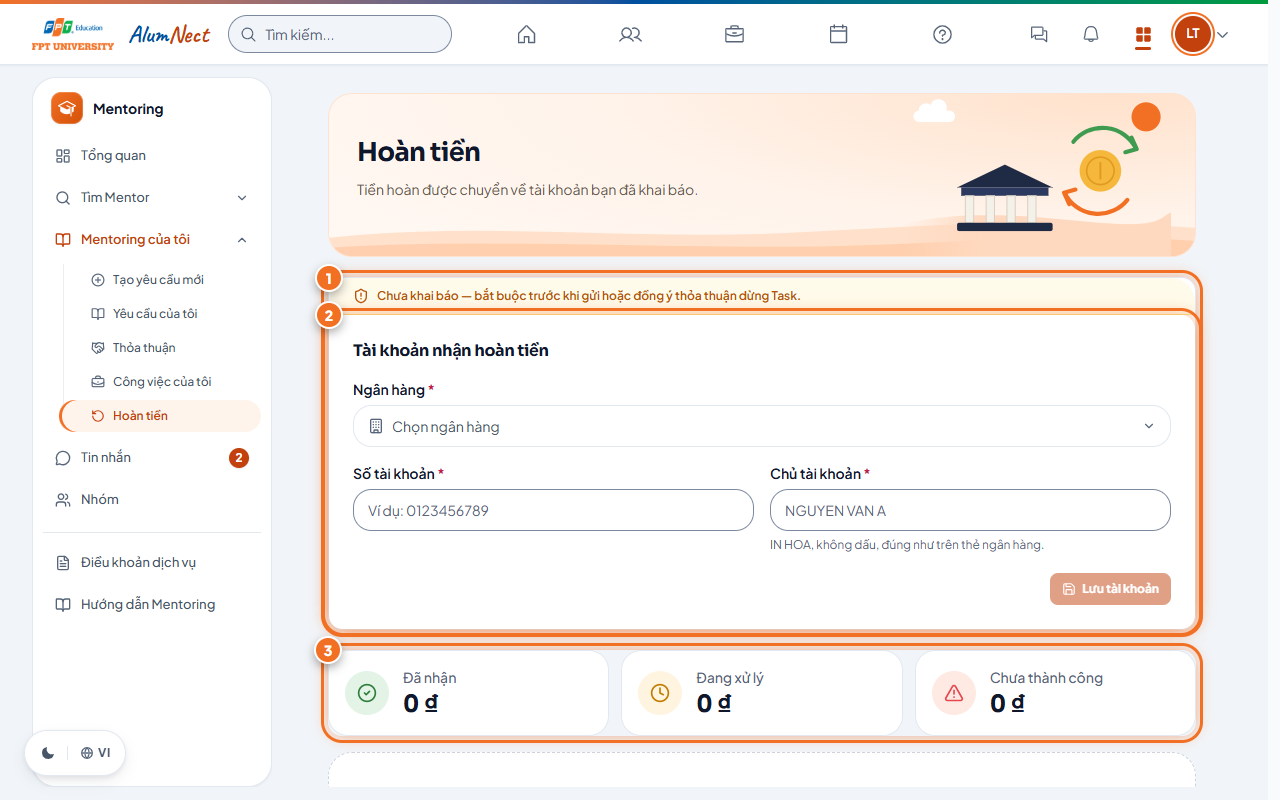 FPT Education
FPT UNIVERSITY
AlumNect
Tìm kiếm...
LT
Mentoring
Tổng quan
Tìm Mentor
Mentoring của tôi
Tạo yêu cầu mới
Yêu cầu của tôi
Thỏa thuận
Công việc của tôi
Hoàn tiền
Tin nhắn
2
Nhóm
Điều khoản dịch vụ
Hướng dẫn Mentoring
VI
Hoàn tiền
Tiền hoàn được chuyển về tài khoản bạn đã khai báo.
1
Chưa khai báo — bắt buộc trước khi gửi hoặc đồng ý thỏa thuận dừng Task.
2
Tài khoản nhận hoàn tiền
Ngân hàng *
Chọn ngân hàng
Số tài khoản *
Chủ tài khoản *
Ví dụ: 0123456789
NGUYEN VAN A
IN HOA, không dấu, đúng như trên thẻ ngân hàng.
Lưu tài khoản
3
Đã nhận
0 ₫
Đang xử lý
0 ₫
Chưa thành công
0 ₫